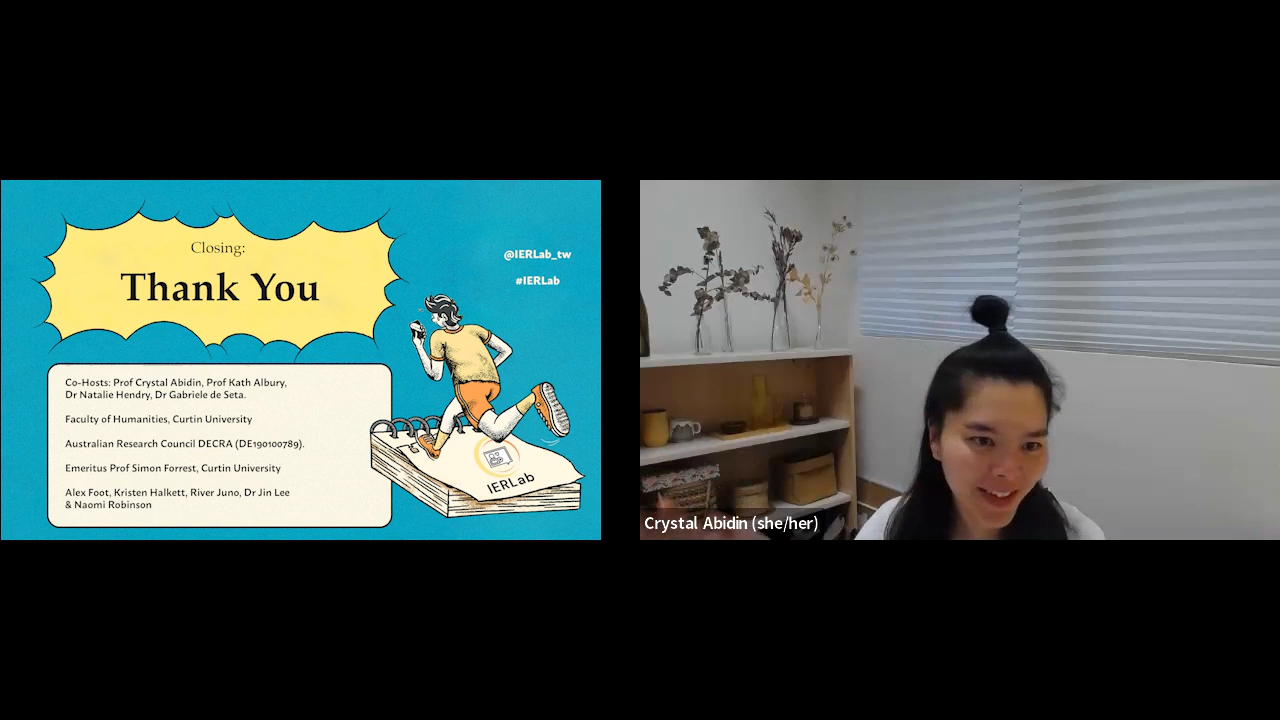 Closing:
Thank You
@IERLab_tw
#IERLab
Co-Hosts: Prof Crystal Abidin, Prof Kath Albury,
Dr Natalie Hendry, Dr Gabriele de Seta.
Faculty of Humanities, Curtin University
Australian Research Council DECRA (DE190100789).
Emeritus Prof Simon Forrest, Curtin University
Alex Foot, Kristen Halkett, River Juno, Dr Jin Lee
& Naomi Robinson
IERLab
Crystal Abidin (she/her)